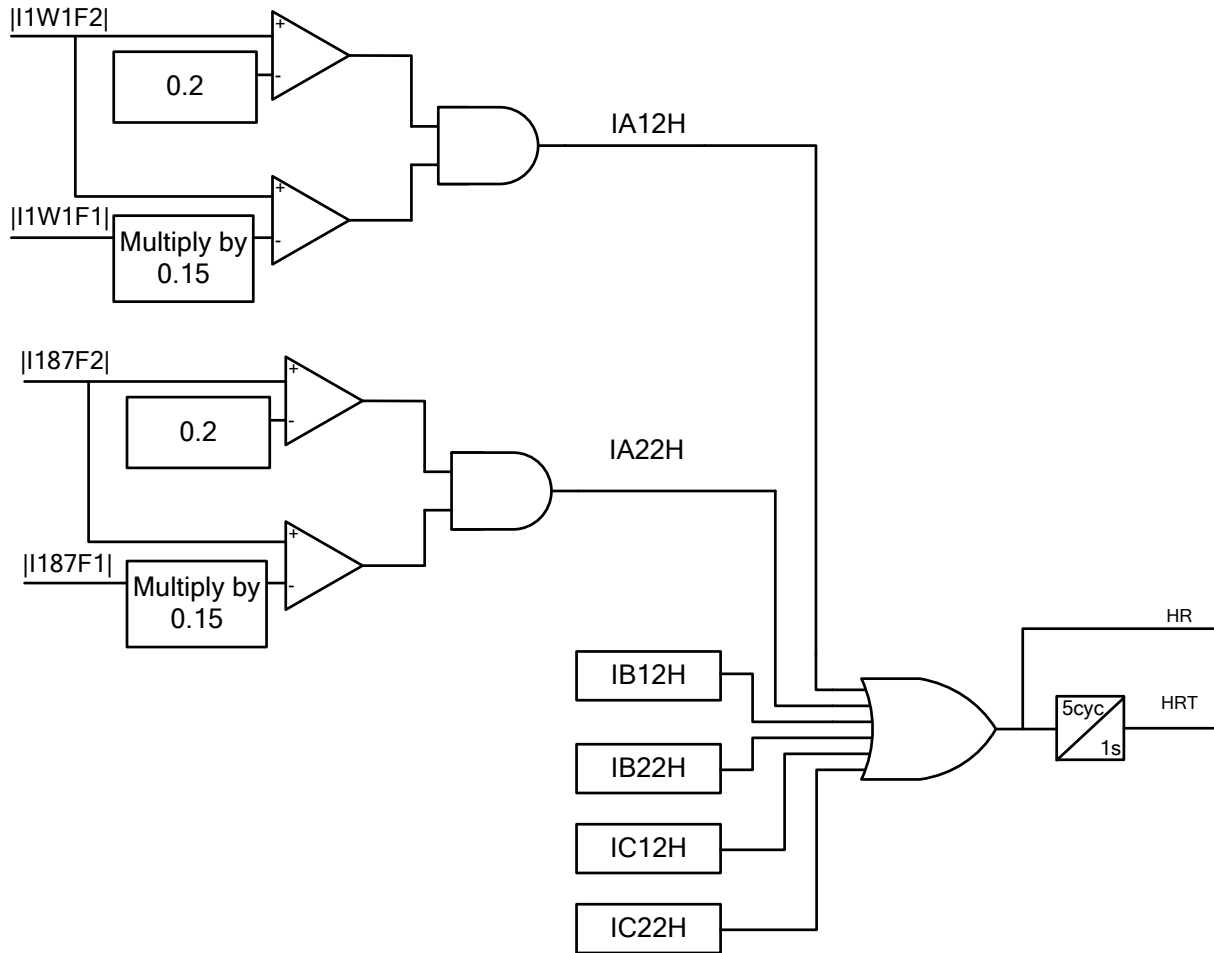 |I1W1F2|
+
0.2
-
IA12H
+
|I1W1F1|
Multiply by
0.15
-
|I187F2|
+
0.2
-
IA22H
+
|I187F1|
Multiply by
0.15
-
HR
IB12H
5cyc
1s
HRT
IB22H
IC12H
IC22H